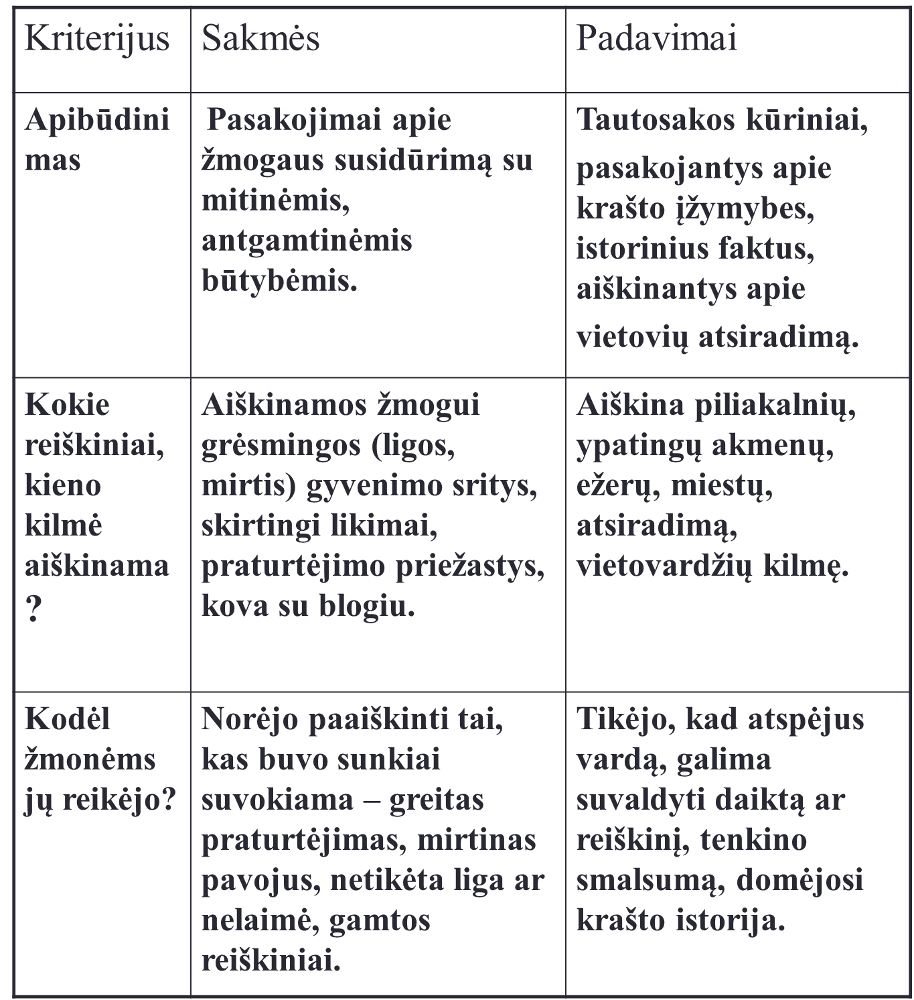 Kriterijus
Sakmės
Padavimai
Apibūdini
mas
Pasakojimai apie
žmogaus susidūrimą su
mitinėmis,
antgamtinėmis
būtybėmis.
Tautosakos kūriniai,
pasakojantys apie
krašto įžymybes,
istorinius faktus,
aiškinantys apie
vietovių atsiradimą.
Kokie
reiškiniai,
kieno
kilmė
aiškinama
?
Aiškinamos žmogui
grėsmingos (ligos,
mirtis) gyvenimo sritys,
skirtingi likimai,
praturtėjimo priežastys,
kova su blogiu.
Aiškina piliakalnių,
ypatingų akmenų,
ežerų, miestų,
atsiradimą,
vietovardžių kilmę.
Kodėl
žmonėms
jų reikėjo?
Norėjo paaiškinti tai,
kas buvo sunkiai
suvokiama – greitas
praturtėjimas, mirtinas
pavojus, netikėta liga ar
nelaimė, gamtos
reiškiniai.
Tikėjo, kad atspėjus
vardą, galima
suvaldyti daiktą ar
reiškinį, tenkino
smalsumą, domėjosi
krašto istorija.